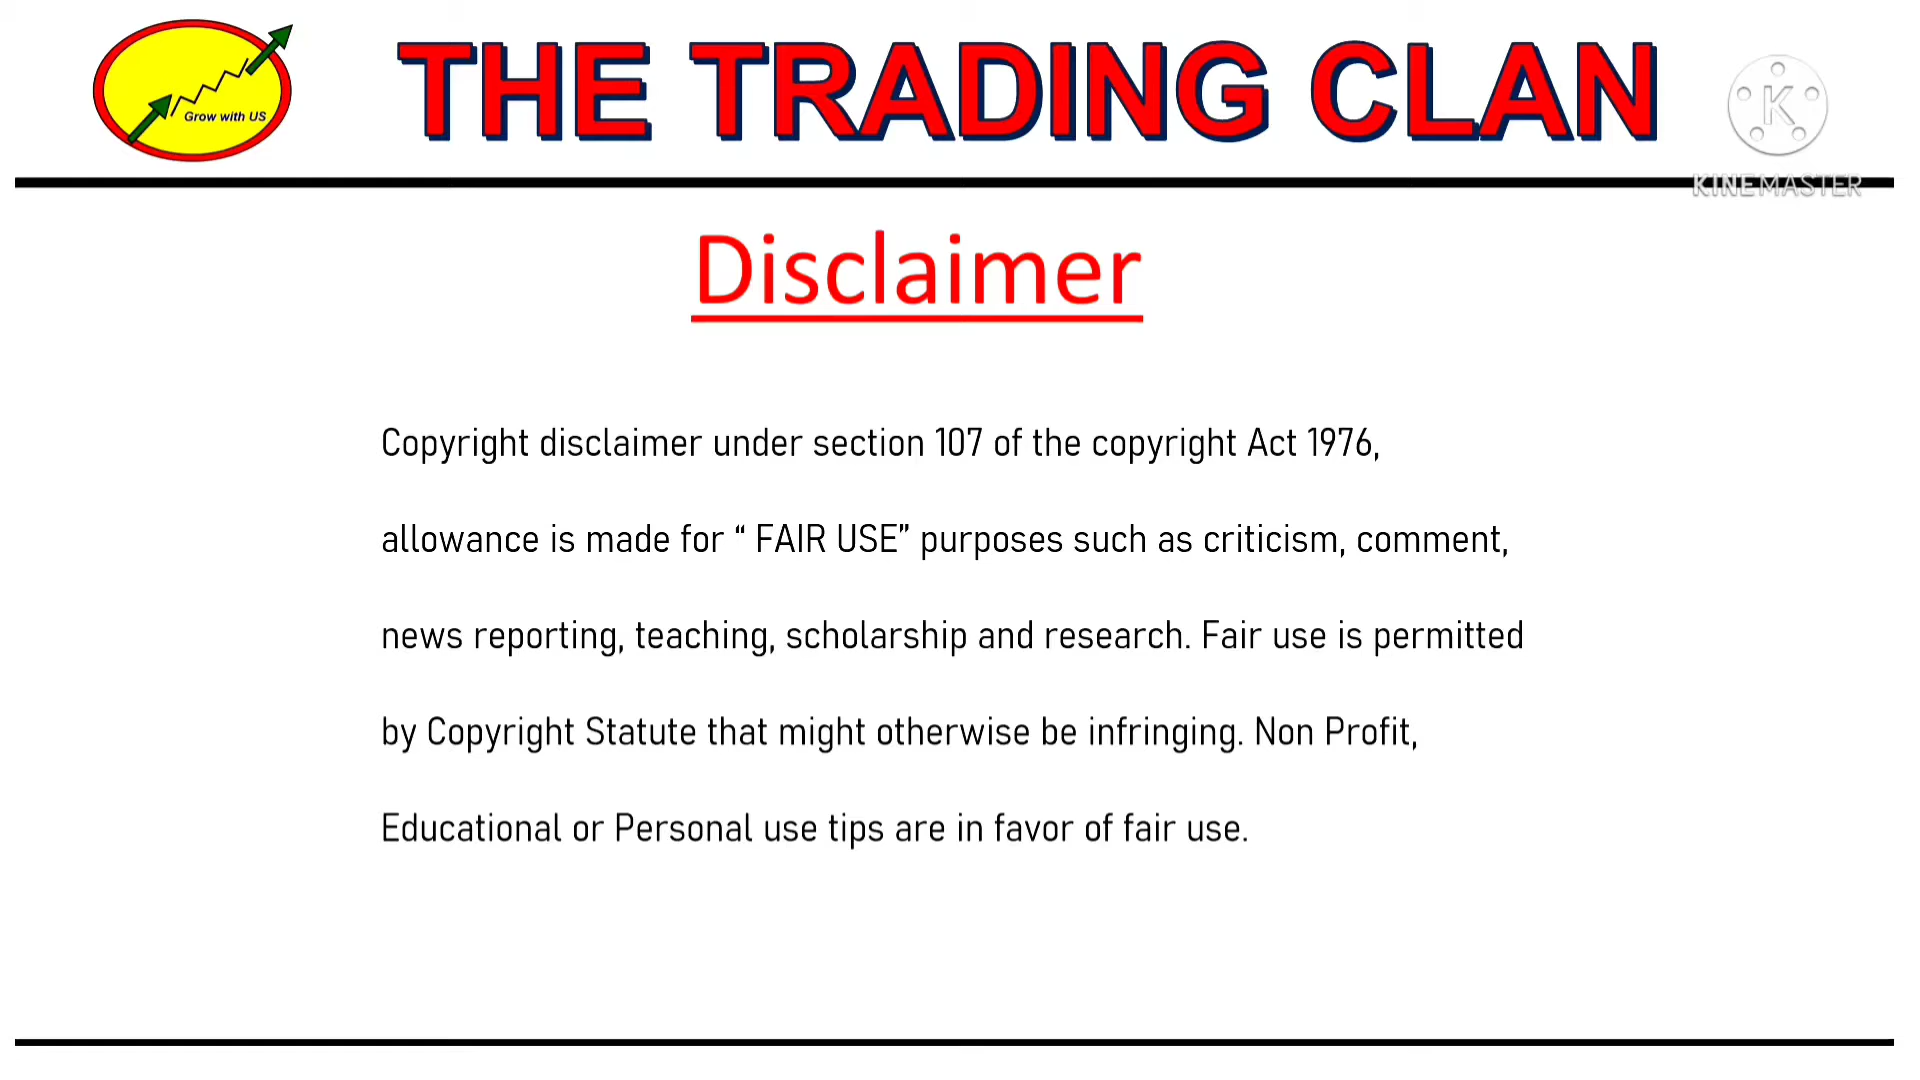 THE TRADING CLAN
Grow with US
K
KINEMASTER
Disclaimer
Copyright disclaimer under section 107 of the copyright Act 1976,
allowance is made for “ FAIR USE” purposes such as criticism, comment,
news reporting, teaching, scholarship and research. Fair use is permitted
by Copyright Statute that might otherwise be infringing. Non Profit,
Educational or Personal use tips are in favor of fair use.